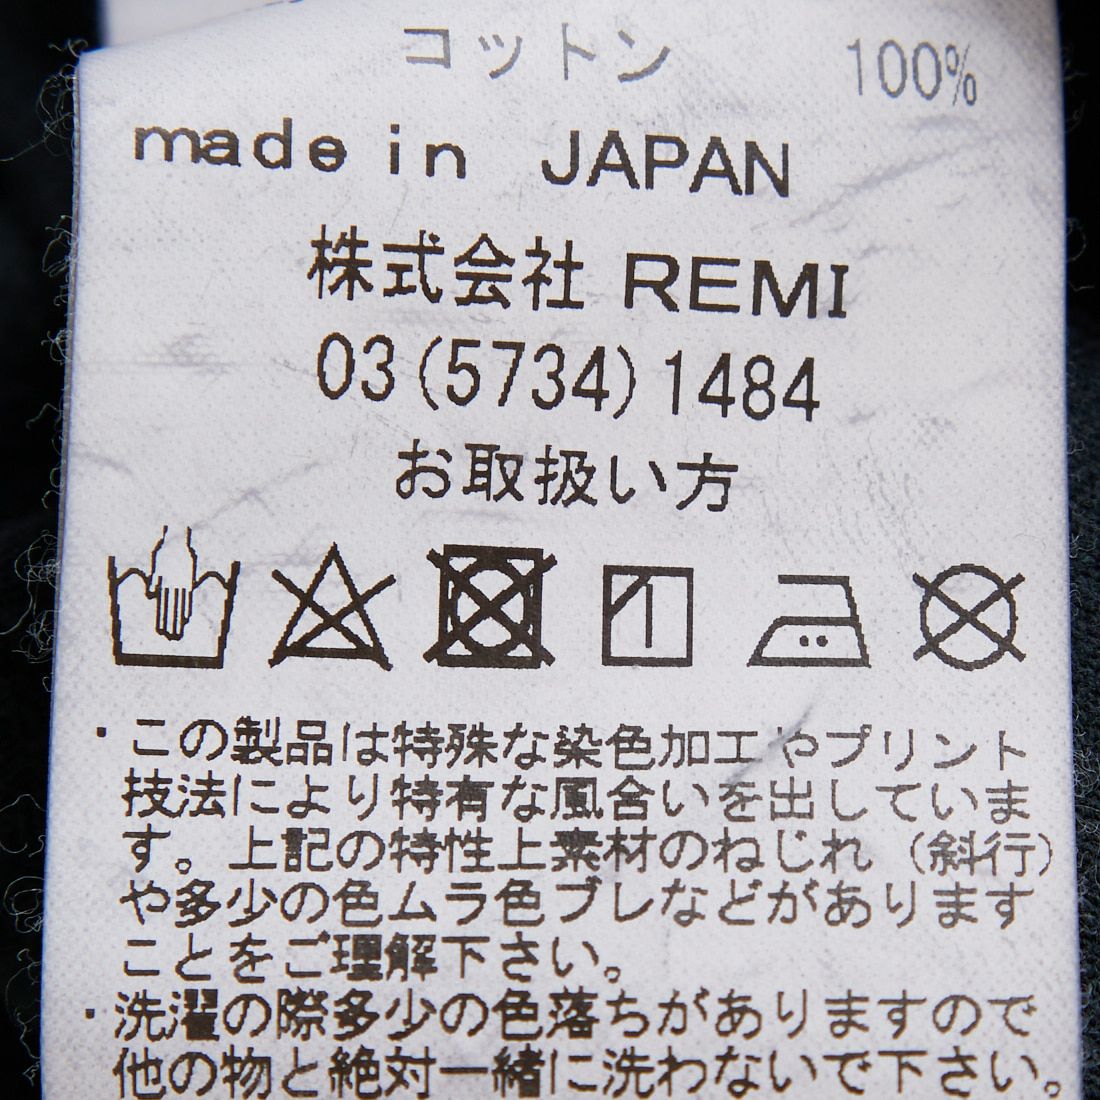 コットン 100%
made in JAPAN
株式会社 REMI
03(5734)1484
お取扱い方
・この製品は特殊な染色加工やプリント
技法により特有な風合いを出していま
す。上記の特性上素材のねじれ（斜行）
や多少の色ムラ色ブレなどがあります
ことをご理解下さい。
・洗濯の際多少の色落ちがありますので
他の物と絶対一緒に洗わないで下さい。